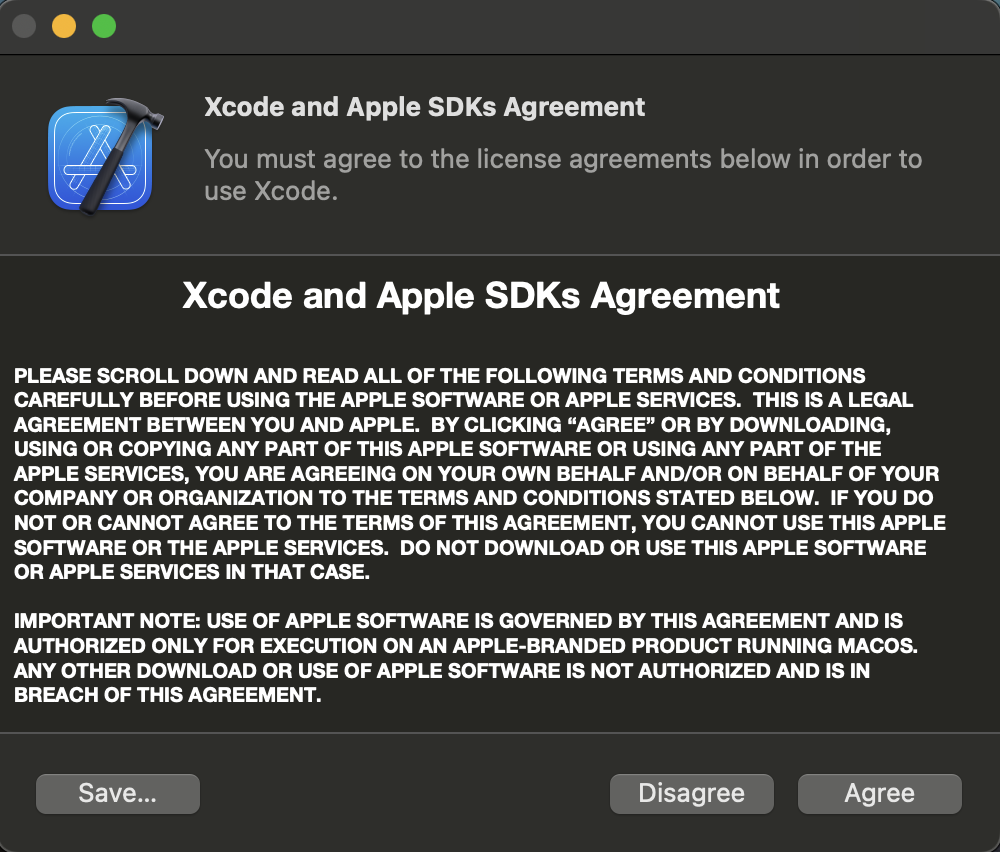 Xcode and Apple SDKs Agreement
You must agree to the license agreements below in order to
use Xcode.
Xcode and Apple SDKs Agreement
PLEASE SCROLL DOWN AND READ ALL OF THE FOLLOWING TERMS AND CONDITIONS
CAREFULLY BEFORE USING THE APPLE SOFTWARE OR APPLE SERVICES.  THIS IS A LEGAL
AGREEMENT BETWEEN YOU AND APPLE.  BY CLICKING “AGREE” OR BY DOWNLOADING,
USING OR COPYING ANY PART OF THIS APPLE SOFTWARE OR USING ANY PART OF THE
APPLE SERVICES, YOU ARE AGREEING ON YOUR OWN BEHALF AND/OR ON BEHALF OF YOUR
COMPANY OR ORGANIZATION TO THE TERMS AND CONDITIONS STATED BELOW.  IF YOU DO
NOT OR CANNOT AGREE TO THE TERMS OF THIS AGREEMENT, YOU CANNOT USE THIS APPLE
SOFTWARE OR THE APPLE SERVICES.  DO NOT DOWNLOAD OR USE THIS APPLE SOFTWARE
OR APPLE SERVICES IN THAT CASE.
IMPORTANT NOTE: USE OF APPLE SOFTWARE IS GOVERNED BY THIS AGREEMENT AND IS
AUTHORIZED ONLY FOR EXECUTION ON AN APPLE-BRANDED PRODUCT RUNNING MACOS.
ANY OTHER DOWNLOAD OR USE OF APPLE SOFTWARE IS NOT AUTHORIZED AND IS IN
BREACH OF THIS AGREEMENT.
Save...
Disagree
Agree